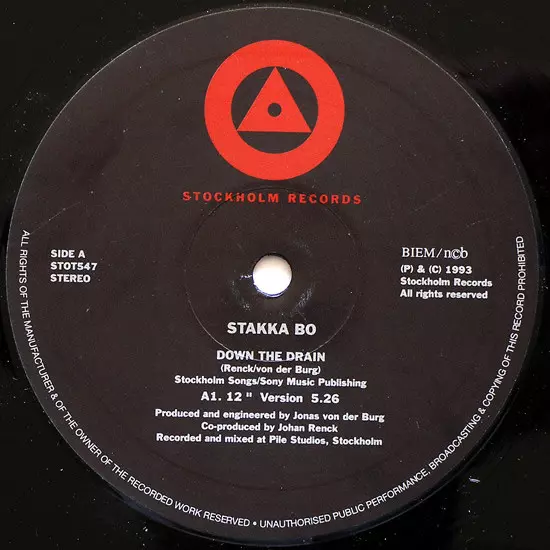 STOCKHOLM RECORDS
SIDE A
STOT547
STEREO
BIEM/n©b
(P) & (C) 1993
Stockholm Records
All rights reserved
STAKKA BO
DOWN THE DRAIN
(Renck/von der Burg)
Stockholm Songs/Sony Music Publishing
A1. 12" Version 5.26
Produced and engineered by Jonas von der Burg
Co-produced by Johan Renck
Recorded and mixed at Pile Studios, Stockholm
ALL RIGHTS OF THE MANUFACTURER & OF THE OWNER OF THE RECORDED WORK RESERVED • UNAUTHORISED PUBLIC PERFORMANCE, BROADCASTING & COPYING OF THIS RECORD PROHIBITED